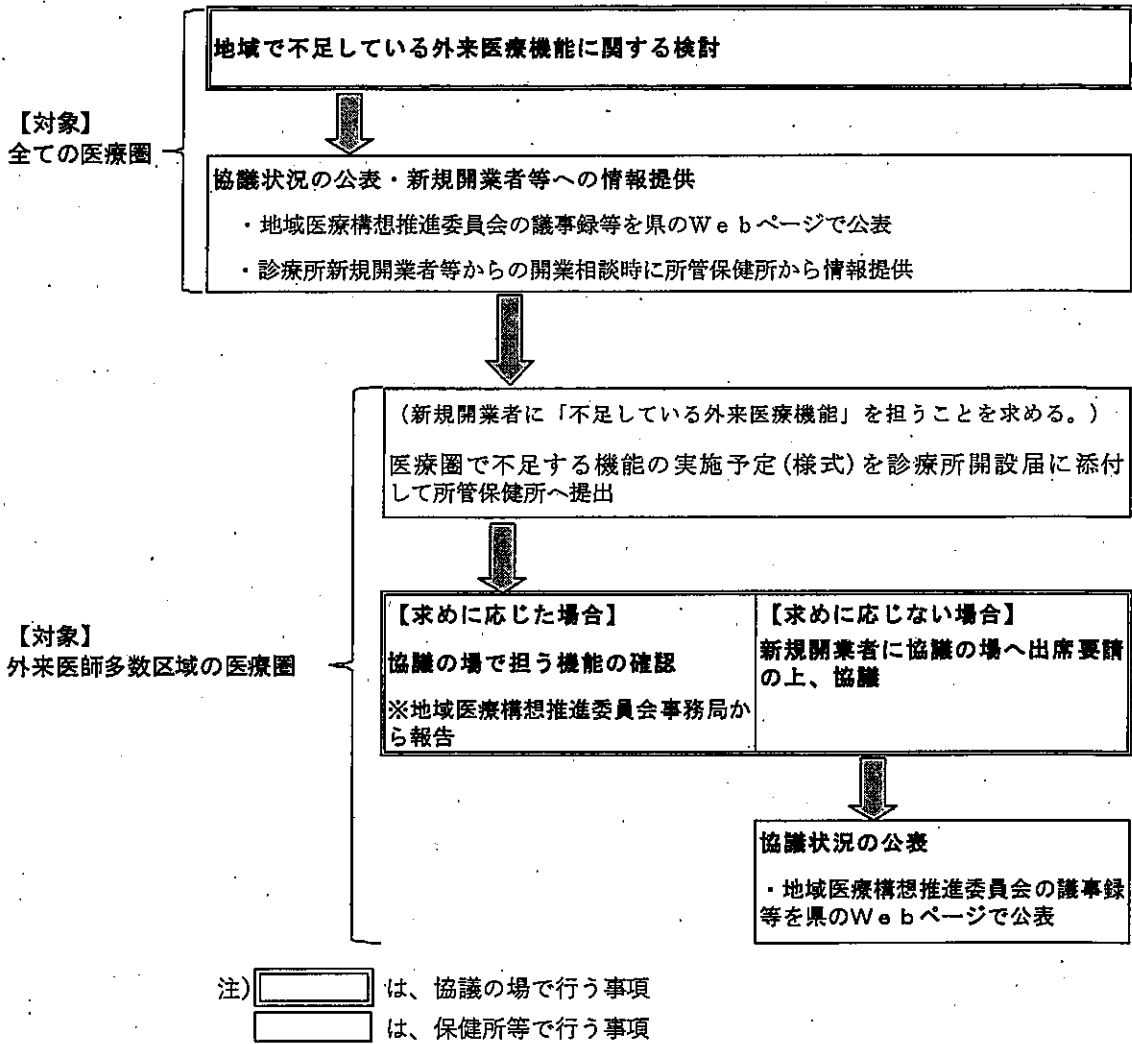 地域で不足している外来医療機能に関する検討
【対象】
全ての医療圏
協議状況の公表・新規開業者等への情報提供
・地域医療構想推進委員会の議事録等を県のWebページで公表
・診療所新規開業者等からの開業相談時に所管保健所から情報提供
(新規開業者に「不足している外来医療機能」を担うことを求める。)
医療圏で不足する機能の実施予定(様式)を診療所開設届に添付
して所管保健所へ提出
【対象】
外来医師多数区域の医療圏
【求めに応じた場合】
協議の場で担う機能の確認
※地域医療構想推進委員会事務局か
ら報告
【求めに応じない場合】
新規開業者に協議の場へ出席要請
の上、協議
協議状況の公表
・地域医療構想推進委員会の議事録
等を県のWebページで公表
注) は、協議の場で行う事項
は、保健所等で行う事項